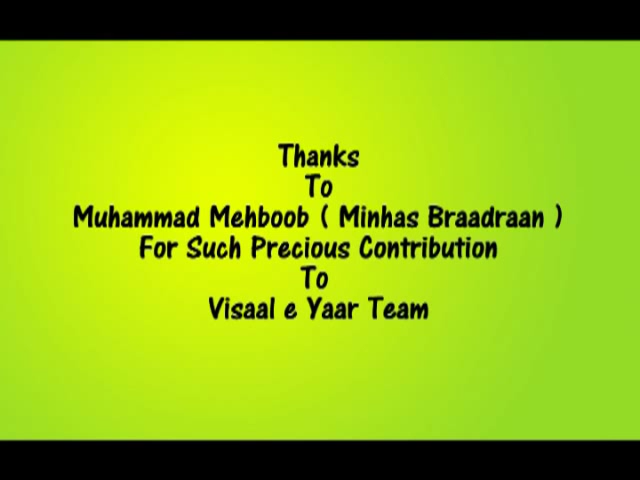 Thanks
To
Muhammad Mehboob ( Minhas Braadraan )
For Such Precious Contribution
To
Visaal e Yaar Team